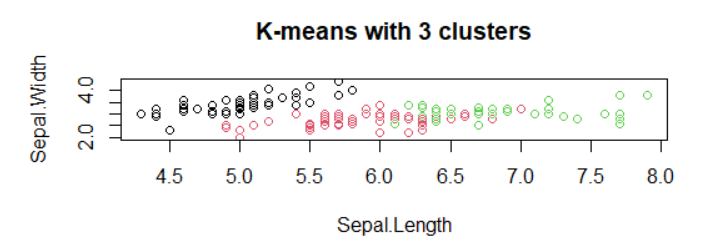 K-means with 3 clusters
Sepal.Width
4.0
2.0
4.5 5.0 5.5 6.0 6.5 7.0 7.5 8.0
Sepal.Length